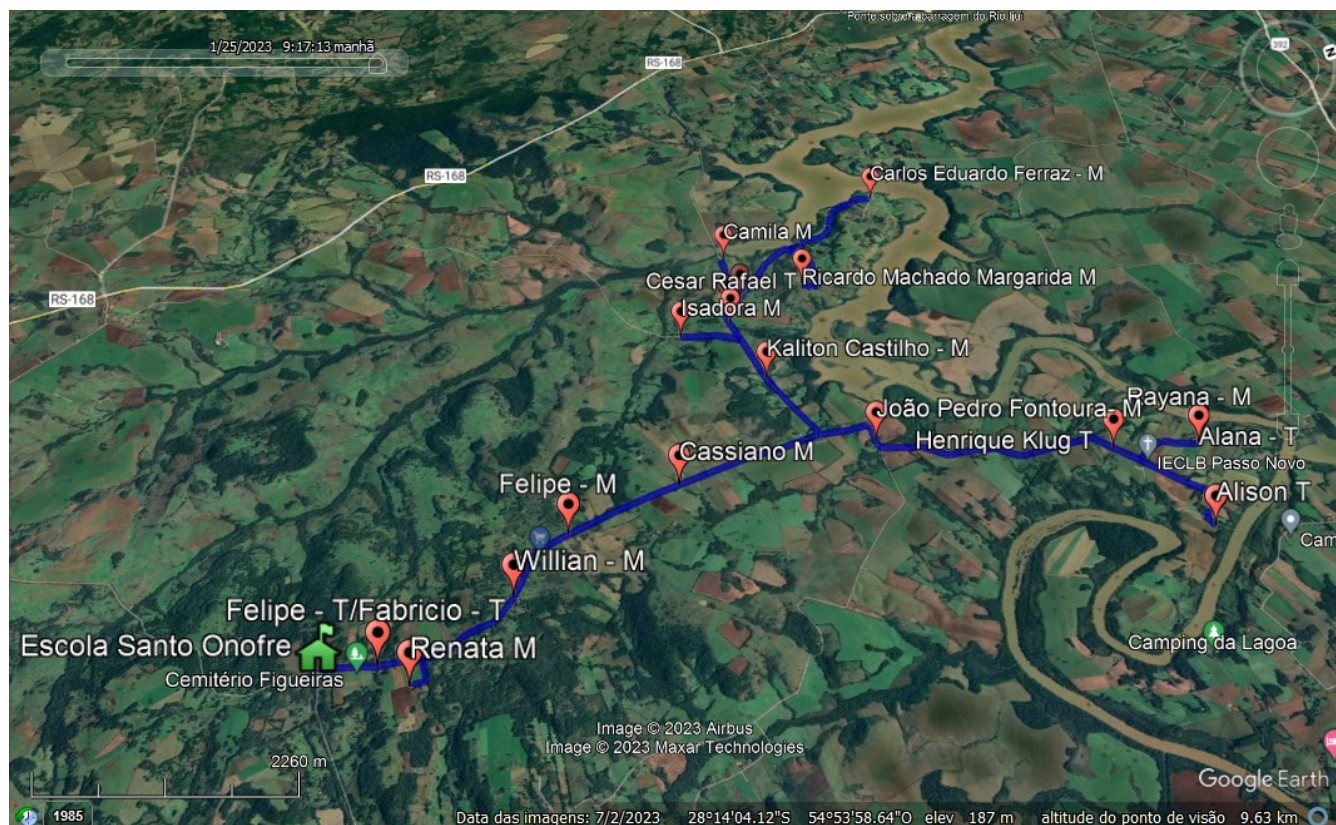 Ponte sobre a barragem do Rio Ijuí
1/25/2023 9:17:13 manhã
392
N
RS-168
RS-168
Carlos Eduardo Ferraz - M
Camila M
Cesar Rafael T
Ricardo Machado Margarida M
RS-168
Isadora M
Kaliton Castilho - M
Rayana - M
João Pedro Fontoura- M
Henrique Klug T
Alana - T
Cassiano M
IECLB Passo Novo
Felipe - M
Alison T
Cam
Willian - M
Felipe - T/Fabricio - T
Escola Santo Onofre
Renata M
Camping da Lagoa
Cemitério Figueiras
Image © 2023 Airbus
Image © 2023 Maxar Technologies
2260 m
Google Earth
1985
Data das imagens: 7/2/2023 28°14'04.12"S 54°53'58.64"O elev 187 m altitude do ponto de visão 9.63 km